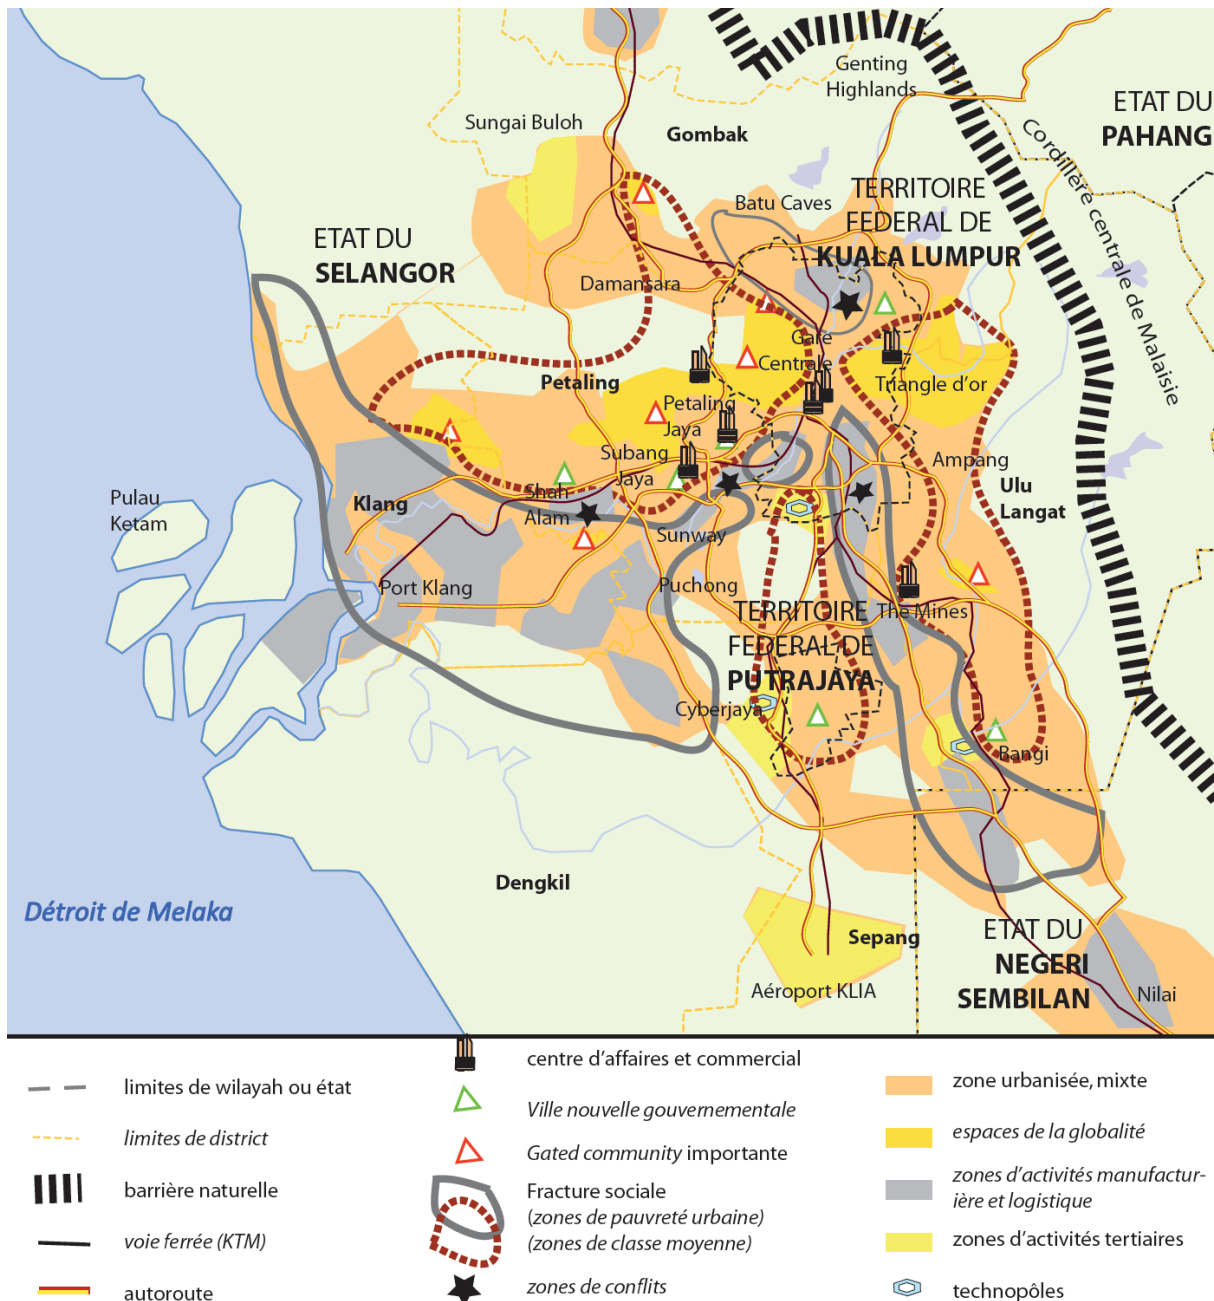 Genting
Highlands
ETAT DU
PAHANG
Sungai Buloh
Gombak
Cordillère centrale de Malaisie
TERRITOIRE
FEDERAL DE
KUALA LUMPUR
Batu Caves
ETAT DU
SELANGOR
Damansara
Gare
Centrale
Petaling
Triangle d'or
Petaling
Jaya
Subang
Jaya
Ampang
Ulu
Langat
Pulau
Ketam
Klang
Shah
Alam
Sunway
Port Klang
Puchong
TERRITOIRE
FEDERAL DE
PUTRAJAYA
The Mines
Cyberjaya
Bangi
Dengkil
Détroit de Melaka
Sepang
ETAT DU
NEGERI
SEMBILAN
Aéroport KLIA
Nilai
limites de wilayah ou état
limites de district
barrière naturelle
voie ferrée (KTM)
autoroute
centre d'affaires et commercial
Ville nouvelle gouvernementale
Gated community importante
Fracture sociale
(zones de pauvreté urbaine)
(zones de classe moyenne)
zones de conflits
zone urbanisée, mixte
espaces de la globalité
zones d'activités manufactur-
ière et logistique
zones d'activités tertiaires
technopôles